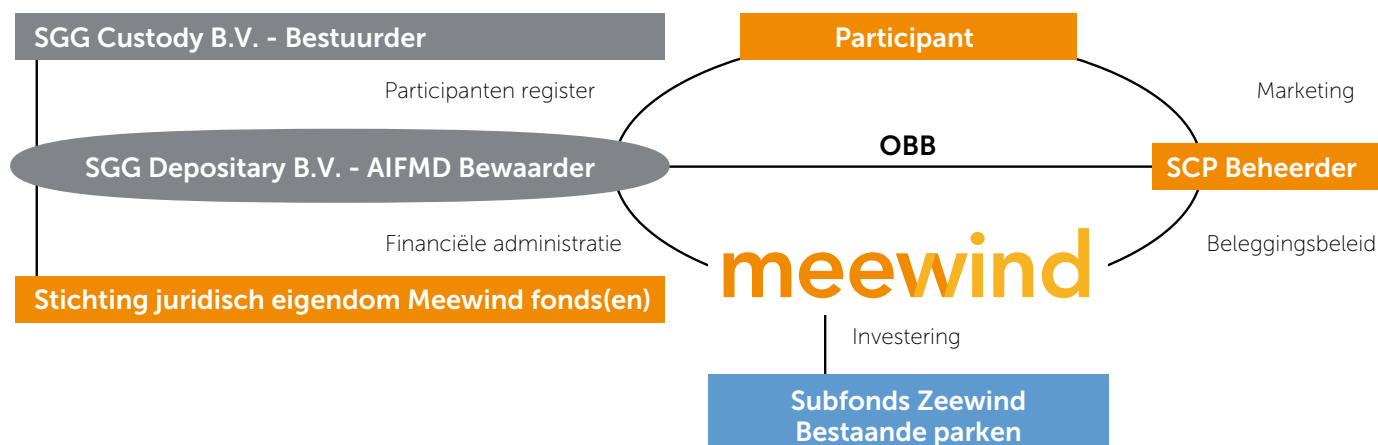 SGG Custody B.V. - Bestuurder
Participant
Participanten register
Marketing
OBB
SGG Depositary B.V. - AIFMD Bewaarder
SCP Beheerder
Financiële administratie
Beleggingsbeleid
meewind
Stichting juridisch eigendom Meewind fonds(en)
Investering
Subfonds Zeewind
Bestaande parken